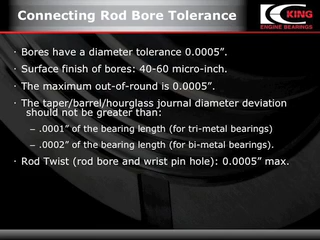 Connecting Rod Bore Tolerance
KING
ENGINE BEARINGS
· Bores have a diameter tolerance 0.0005”.
· Surface finish of bores: 40-60 micro-inch.
· The maximum out-of-round is 0.0005”.
· The taper/barrel/hourglass journal diameter deviation
should not be greater than:
– .0001” of the bearing length (for tri-metal bearings)
– .0002” of the bearing length (for bi-metal bearings).
· Rod Twist (rod bore and wrist pin hole): 0.0005” max.